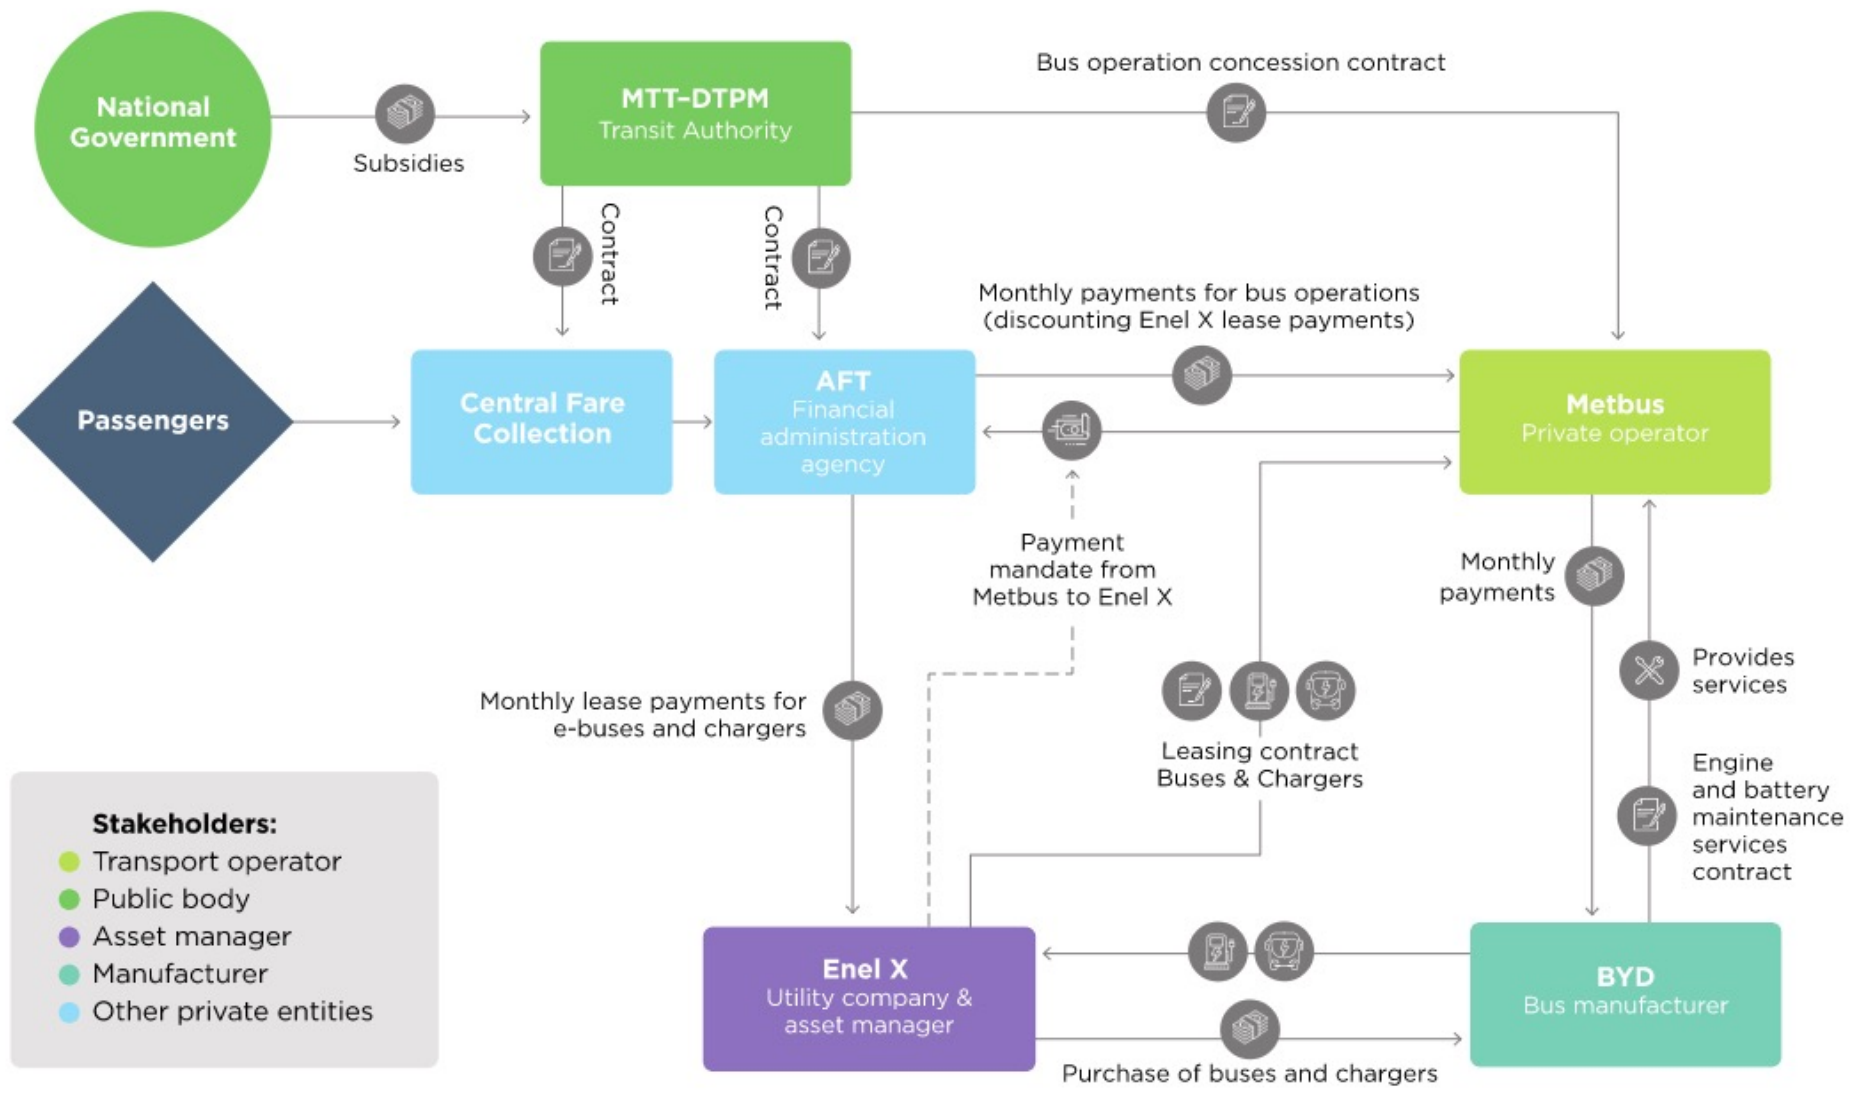 National
Government
Subsidies
MTT–DTPM
Transit Authority
Bus operation concession contract
Contract
Contract
Passengers
Central Fare
Collection
AFT
Financial
administration
agency
Monthly payments for bus operations
(discounting Enel X lease payments)
Metbus
Private operator
Payment
mandate from
Metbus to Enel X
Monthly
payments
Provides
services
Monthly lease payments for
e-buses and chargers
Leasing contract
Buses & Chargers
Engine
and battery
maintenance
services
contract
Stakeholders:
Transport operator
Public body
Asset manager
Manufacturer
Other private entities
Enel X
Utility company &
asset manager
BYD
Bus manufacturer
Purchase of buses and chargers